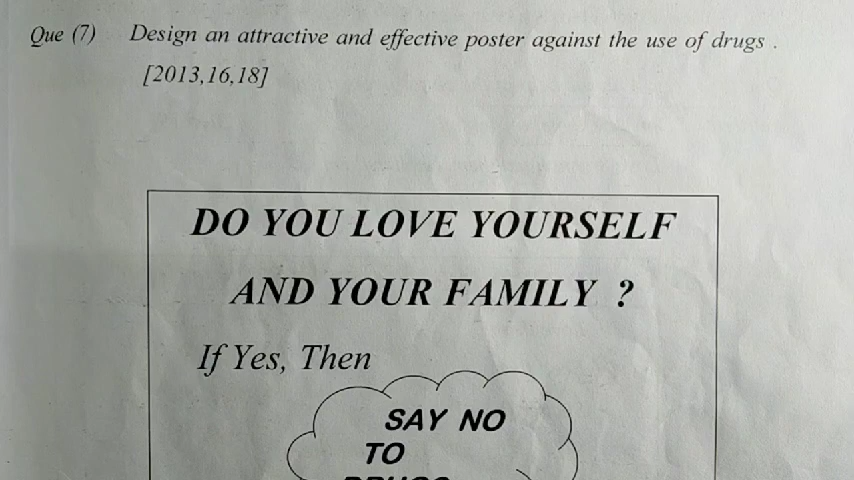 Que (7) Design an attractive and effective poster against the use of drugs .
[2013,16,18]
DO YOU LOVE YOURSELF
AND YOUR FAMILY ?
If Yes, Then
SAY NO
TO
DRUGS